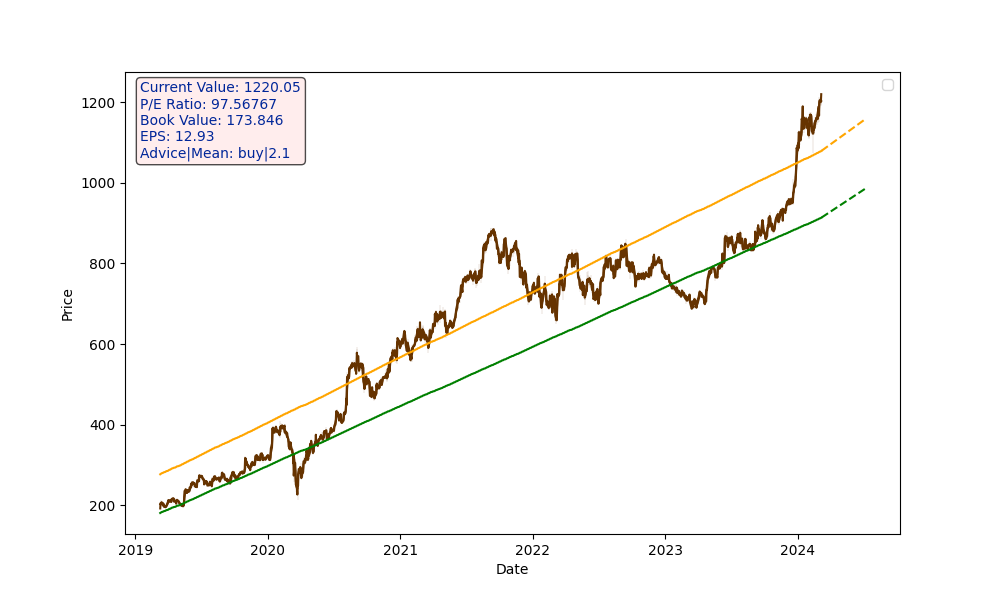 Current Value: 1220.05
P/E Ratio: 97.56767
Book Value: 173.846
EPS: 12.93
Advice|Mean: buy|2.1
1200
1000
800
600
400
200
Price
2019
2020
2021
2022
2023
2024
Date